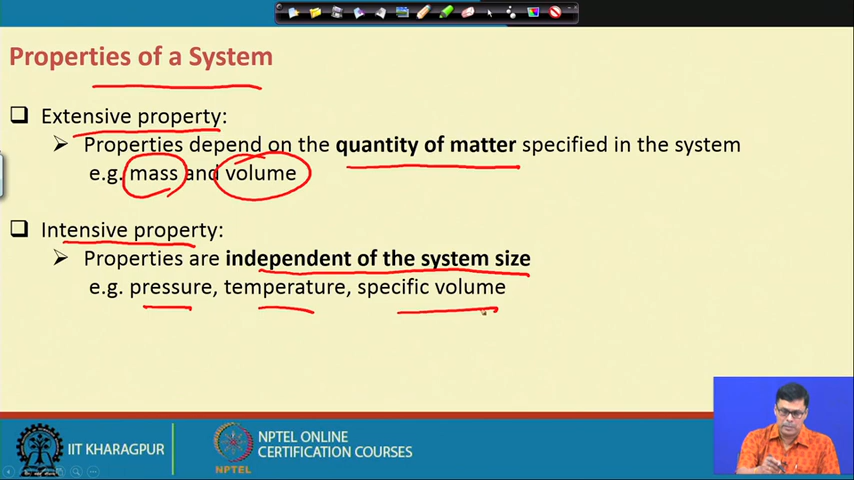 Properties of a System
Extensive property:
Properties depend on the quantity of matter specified in the system
e.g. mass and volume
Intensive property:
Properties are independent of the system size
e.g. pressure, temperature, specific volume
IIT KHARAGPUR
NPTEL
NPTEL ONLINE
CERTIFICATION COURSES